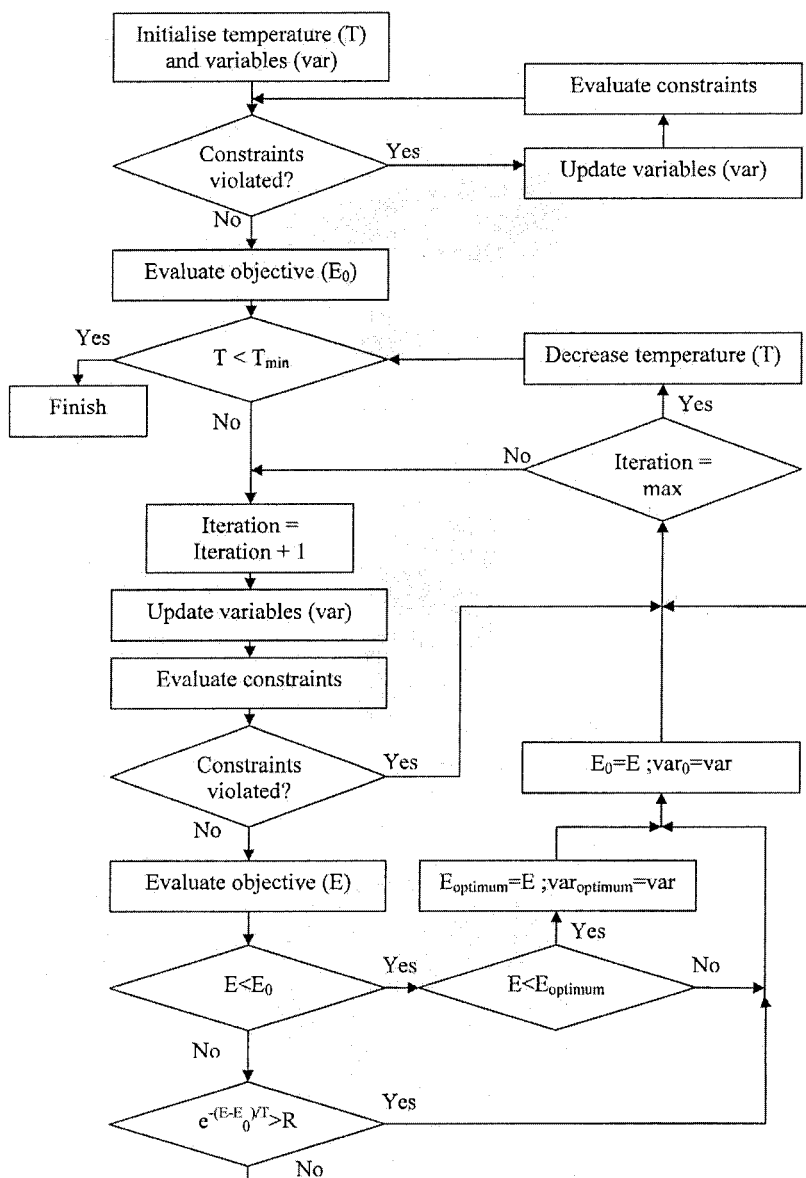 Initialise temperature (T)
and variables (var)
Evaluate constraints
Constraints
violated?
Yes
Update variables (var)
No
Evaluate objective (E₀)
Yes
T < Tmin
Decrease temperature (T)
Finish
No
Yes
No
Iteration =
max
Iteration =
Iteration + 1
Update variables (var)
Evaluate constraints
Constraints
violated?
Yes
E₀=E ;var₀=var
No
Evaluate objective (E)
Eoptimum=E ;varoptimum=var
Yes
E<E₀
Yes
E<Eoptimum
No
No
e-(E-E₀)/T>R
Yes
No